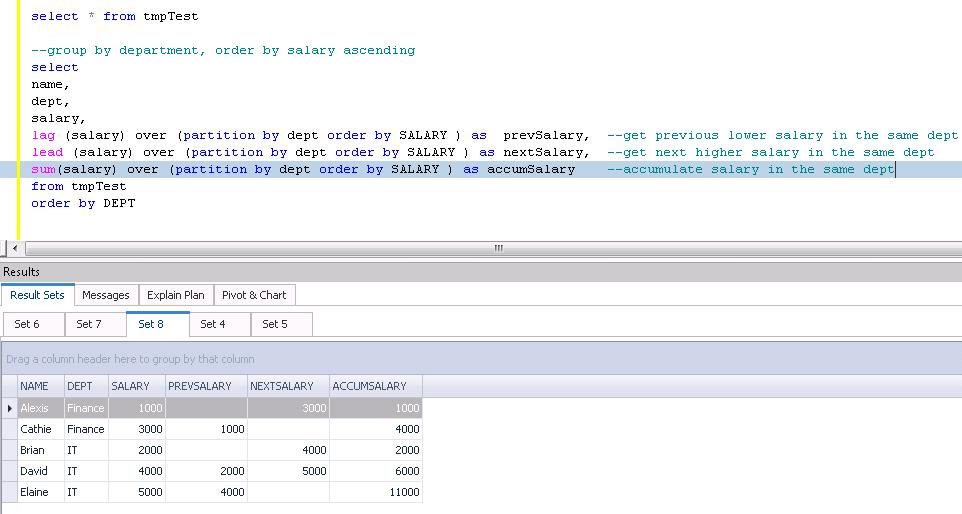 select * from tmpTest
--group by department, order by salary ascending
select
name,
dept,
salary,
lag (salary) over (partition by dept order by SALARY ) as  prevSalary,  --get previous lower salary in the same dept
lead (salary) over (partition by dept order by SALARY ) as nextSalary,  --get next higher salary in the same dept
sum(salary) over (partition by dept order by SALARY ) as accumSalary    --accumulate salary in the same dept
from tmpTest
order by DEPT
Results
Result Sets Messages Explain Plan Pivot & Chart
Set 6 Set 7 Set 8 Set 4 Set 5
Drag a column header here to group by that column
NAME DEPT SALARY PREVSALARY NEXTSALARY ACCUMSALARY
Alexis Finance 1000 3000 1000
Cathie Finance 3000 1000 4000
Brian IT 2000 4000 2000
David IT 4000 2000 5000 6000
Elaine IT 5000 4000 11000